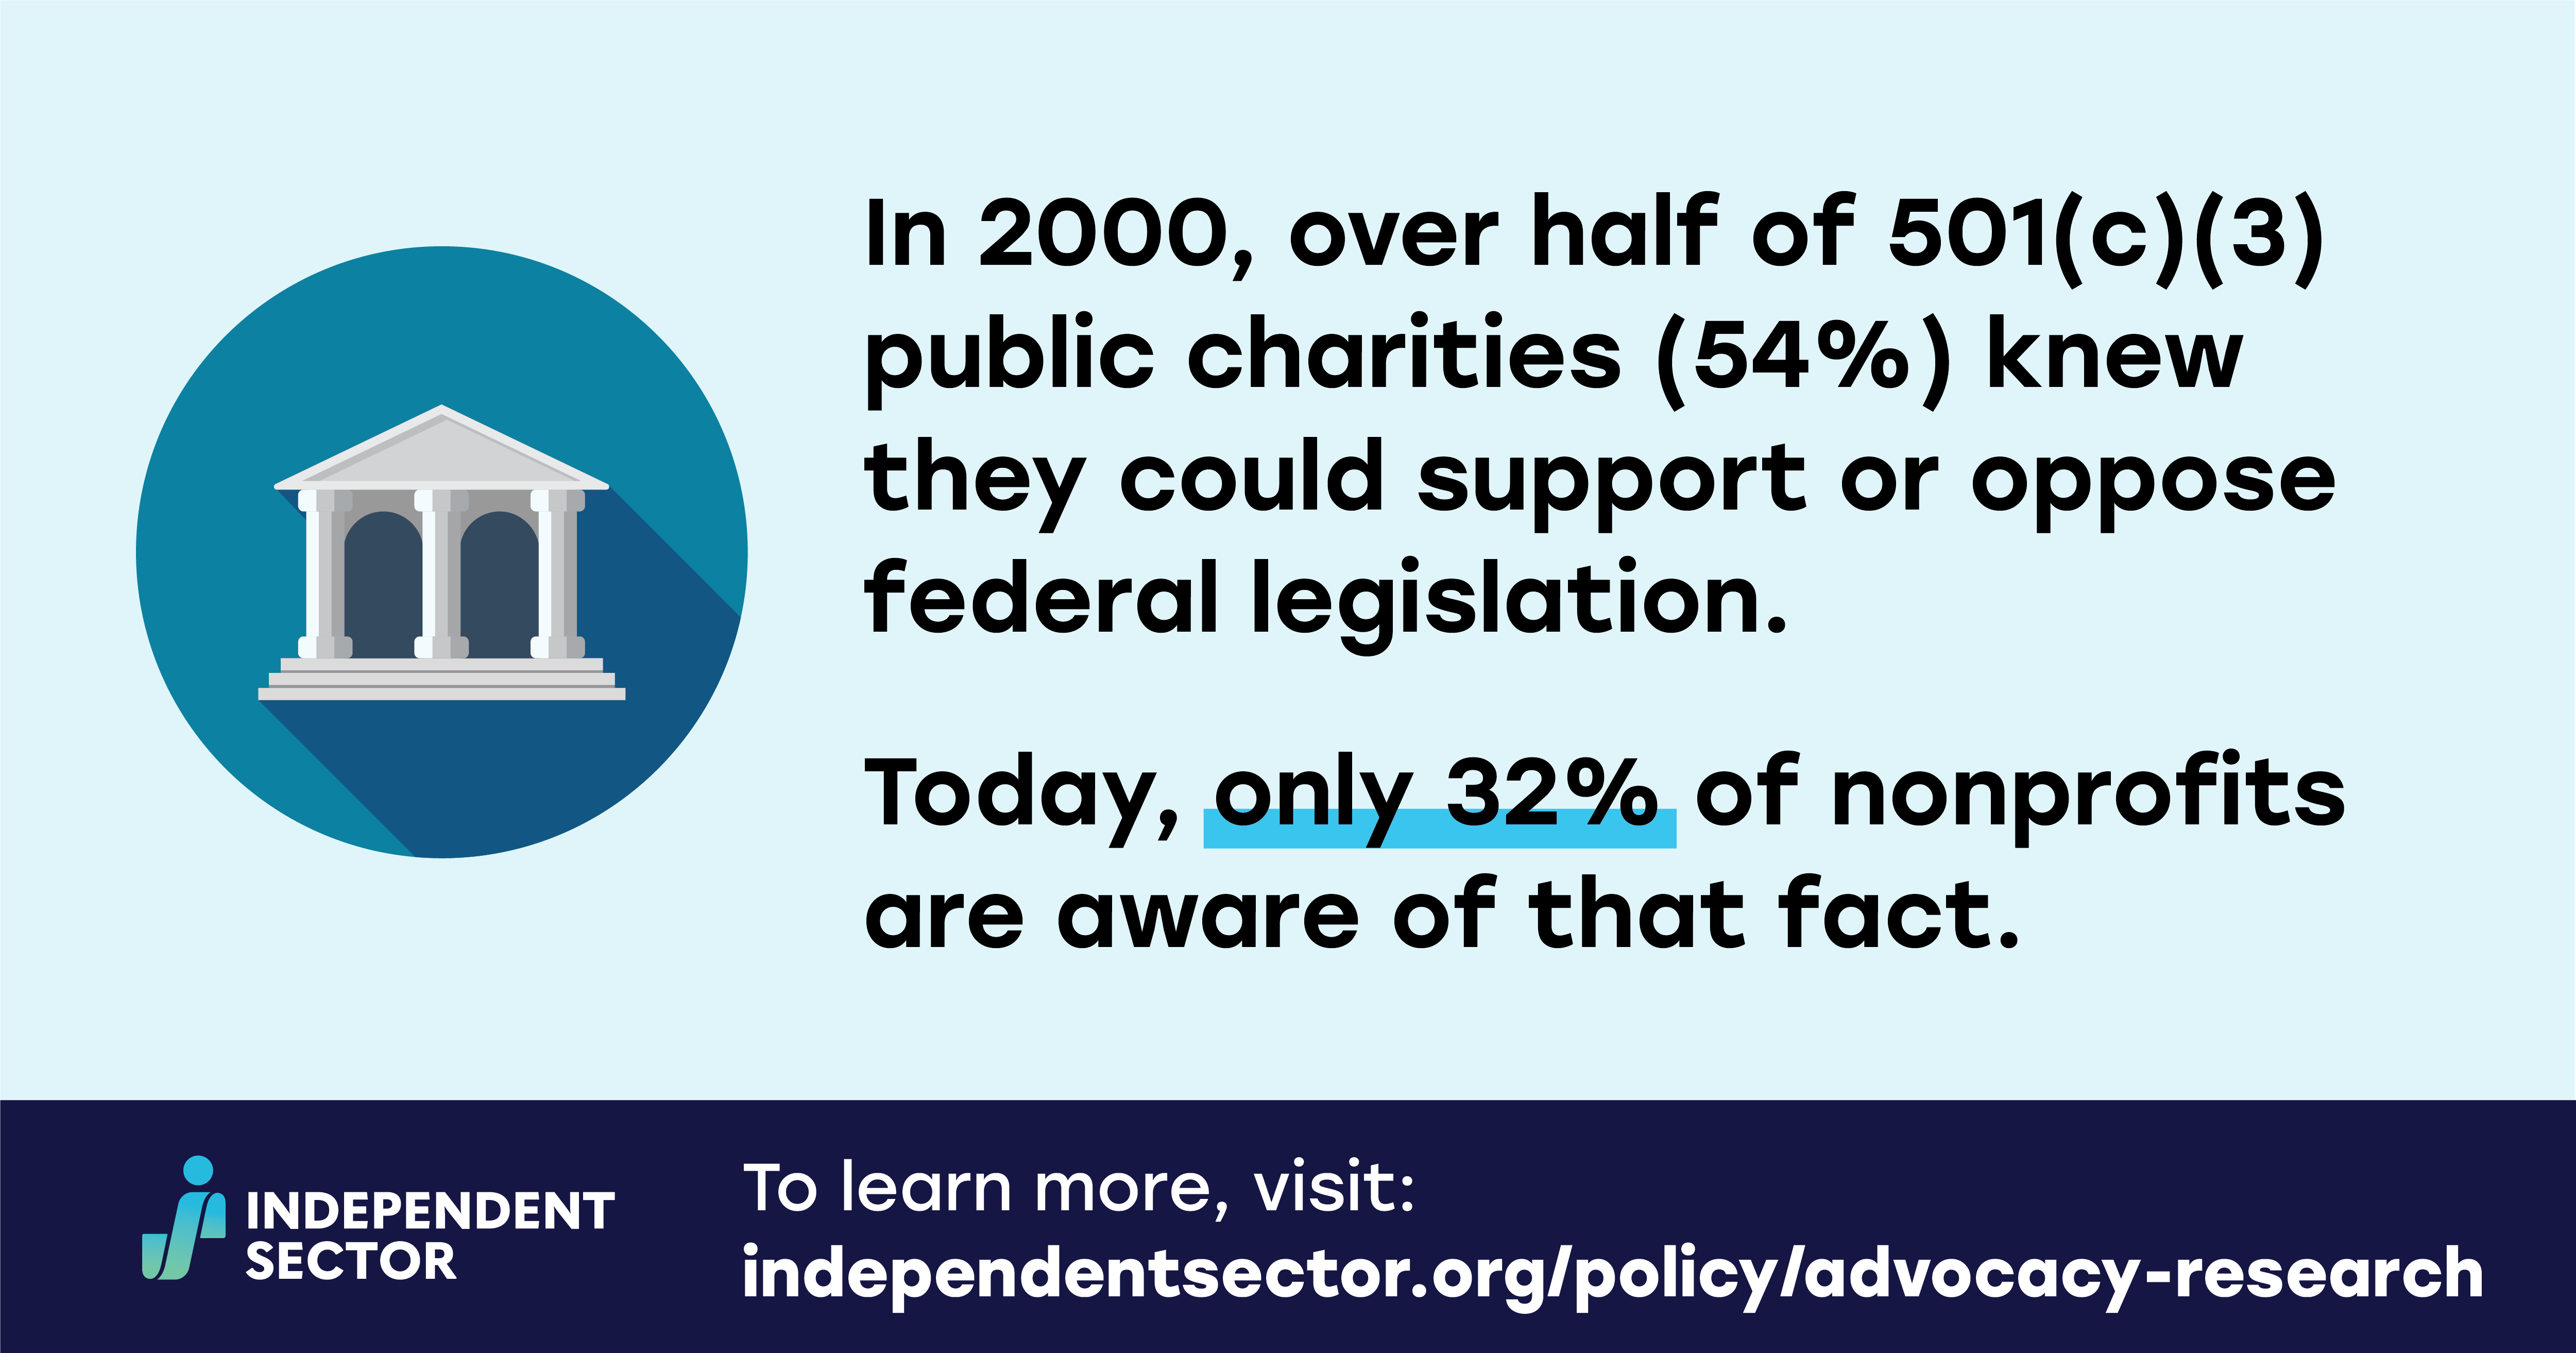 In 2000, over half of 501(c)(3)
public charities (54%) knew
they could support or oppose
federal legislation.
Today, only 32% of nonprofits
are aware of that fact.
INDEPENDENT
SECTOR
To learn more, visit:
independentsector.org/policy/advocacy-research